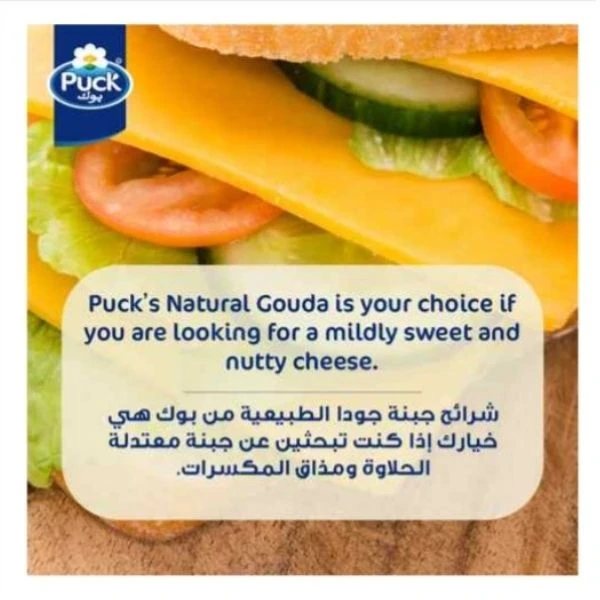 Puck
بوك
Puck's Natural Gouda is your choice if
you are looking for a mildly sweet and
nutty cheese.
شرائح جبنة جودا الطبيعية من بوك هي
خيارك إذا كنت تبحثين عن جبنة معتدلة
الحلاوة ومذاق المكسرات.